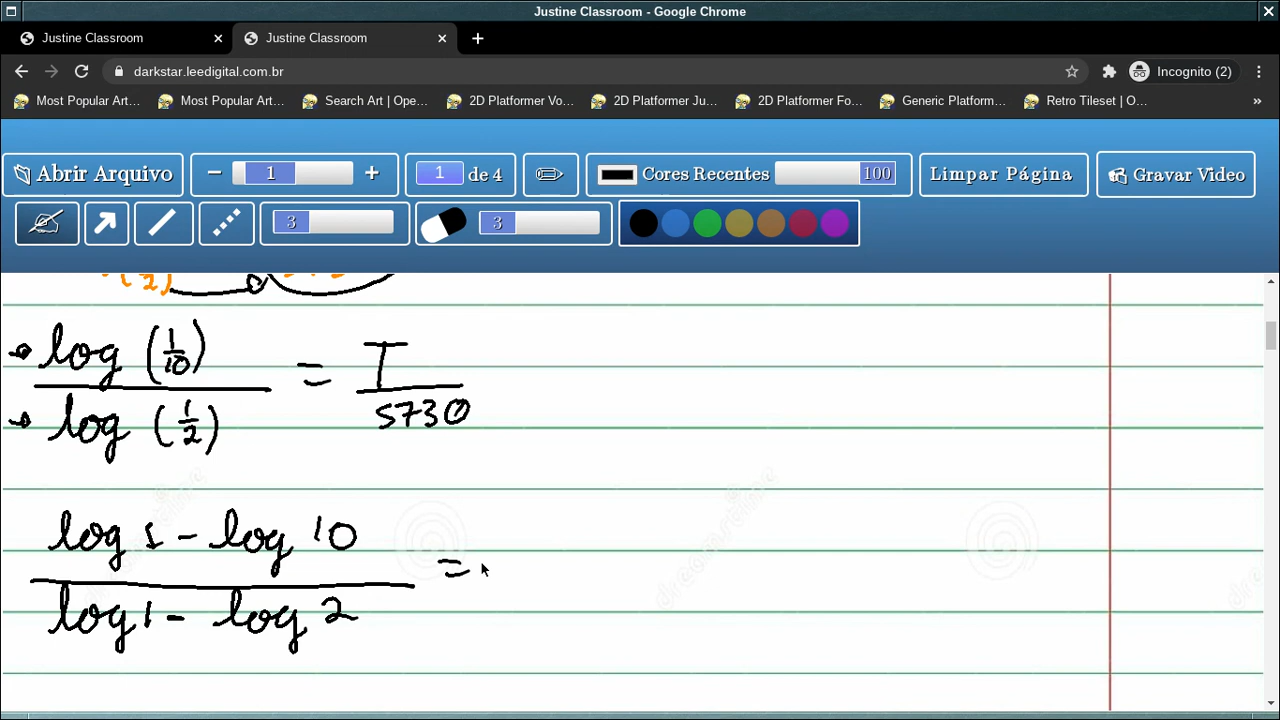 Justine Classroom - Google Chrome
Justine Classroom
Justine Classroom
darkstar.leedigital.com.br
Incognito (2)
Most Popular Art...
Most Popular Art...
Search Art | Ope...
2D Platformer Vo...
2D Platformer Ju...
2D Platformer Fo...
Generic Platform...
Retro Tileset | O...
Abrir Arquivo
− 1 +
1 de 4
Cores Recentes 100
Limpar Página
Gravar Video
3
3
log (1/10) / log (1/2) = T / 5730
log 1 - log 10 / log 1 - log 2 =
dreamstime
dreamstime